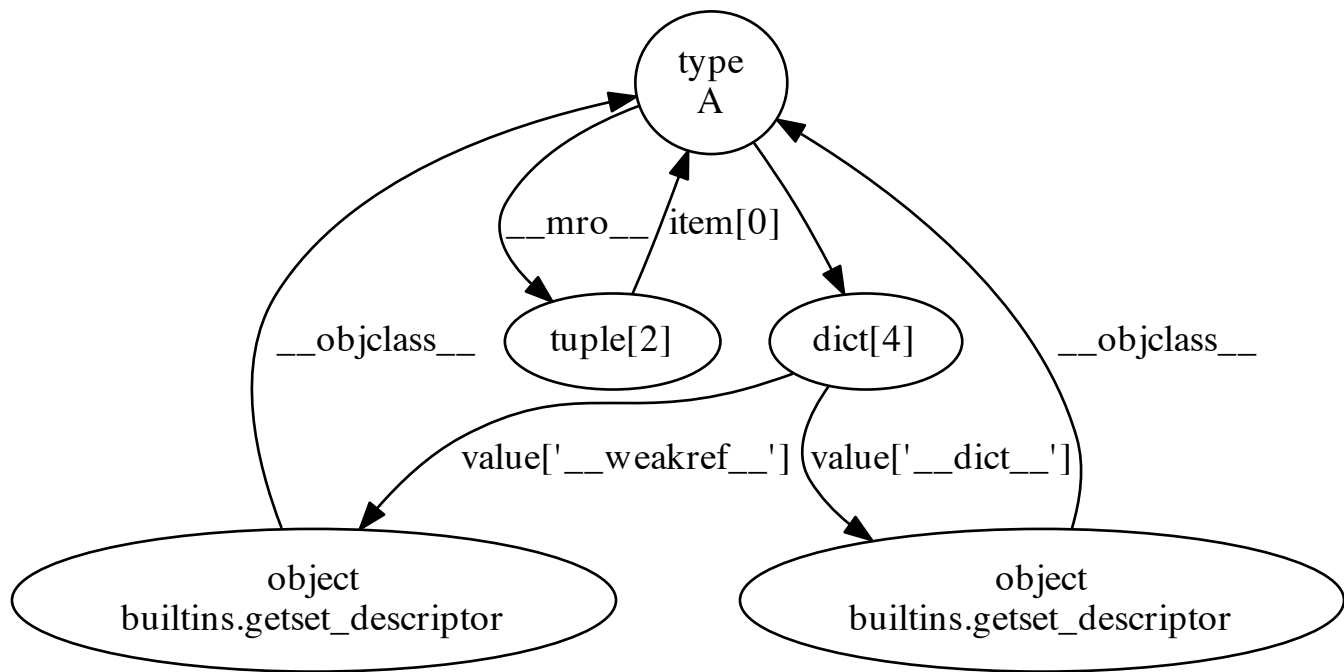 type
A
__mro__
item[0]
__objclass__
tuple[2]
dict[4]
__objclass__
value['__weakref__']
value['__dict__']
object
builtins.getset_descriptor
object
builtins.getset_descriptor